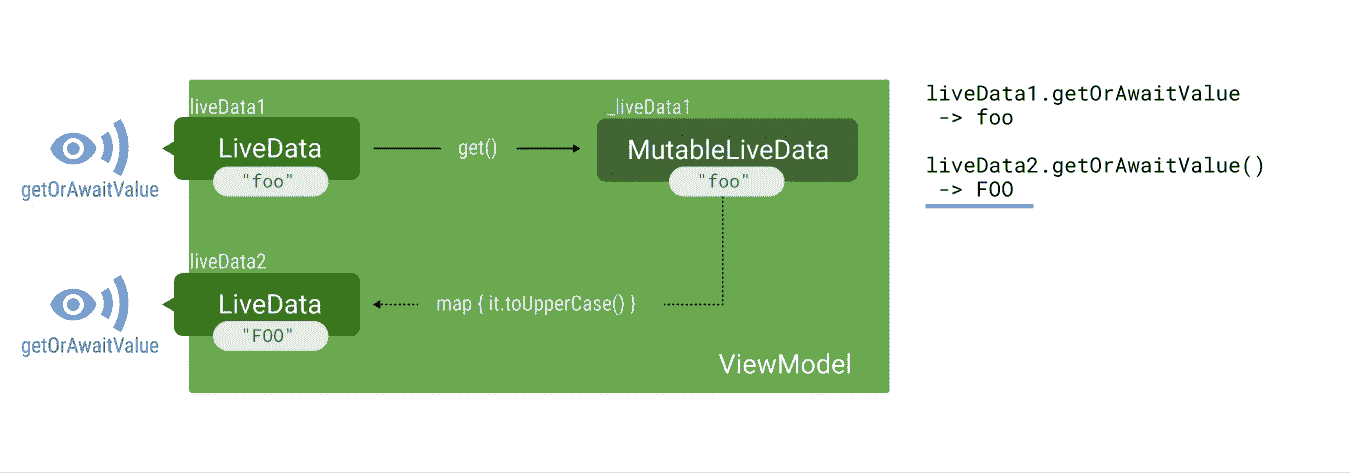 liveData1
LiveData
"foo"
getOrAwaitValue
get()
_liveData1
MutableLiveData
"foo"
liveData2
LiveData
"FOO"
getOrAwaitValue
map { it.toUpperCase() }
ViewModel
liveData1.getOrAwaitValue
-> foo
liveData2.getOrAwaitValue()
-> FOO